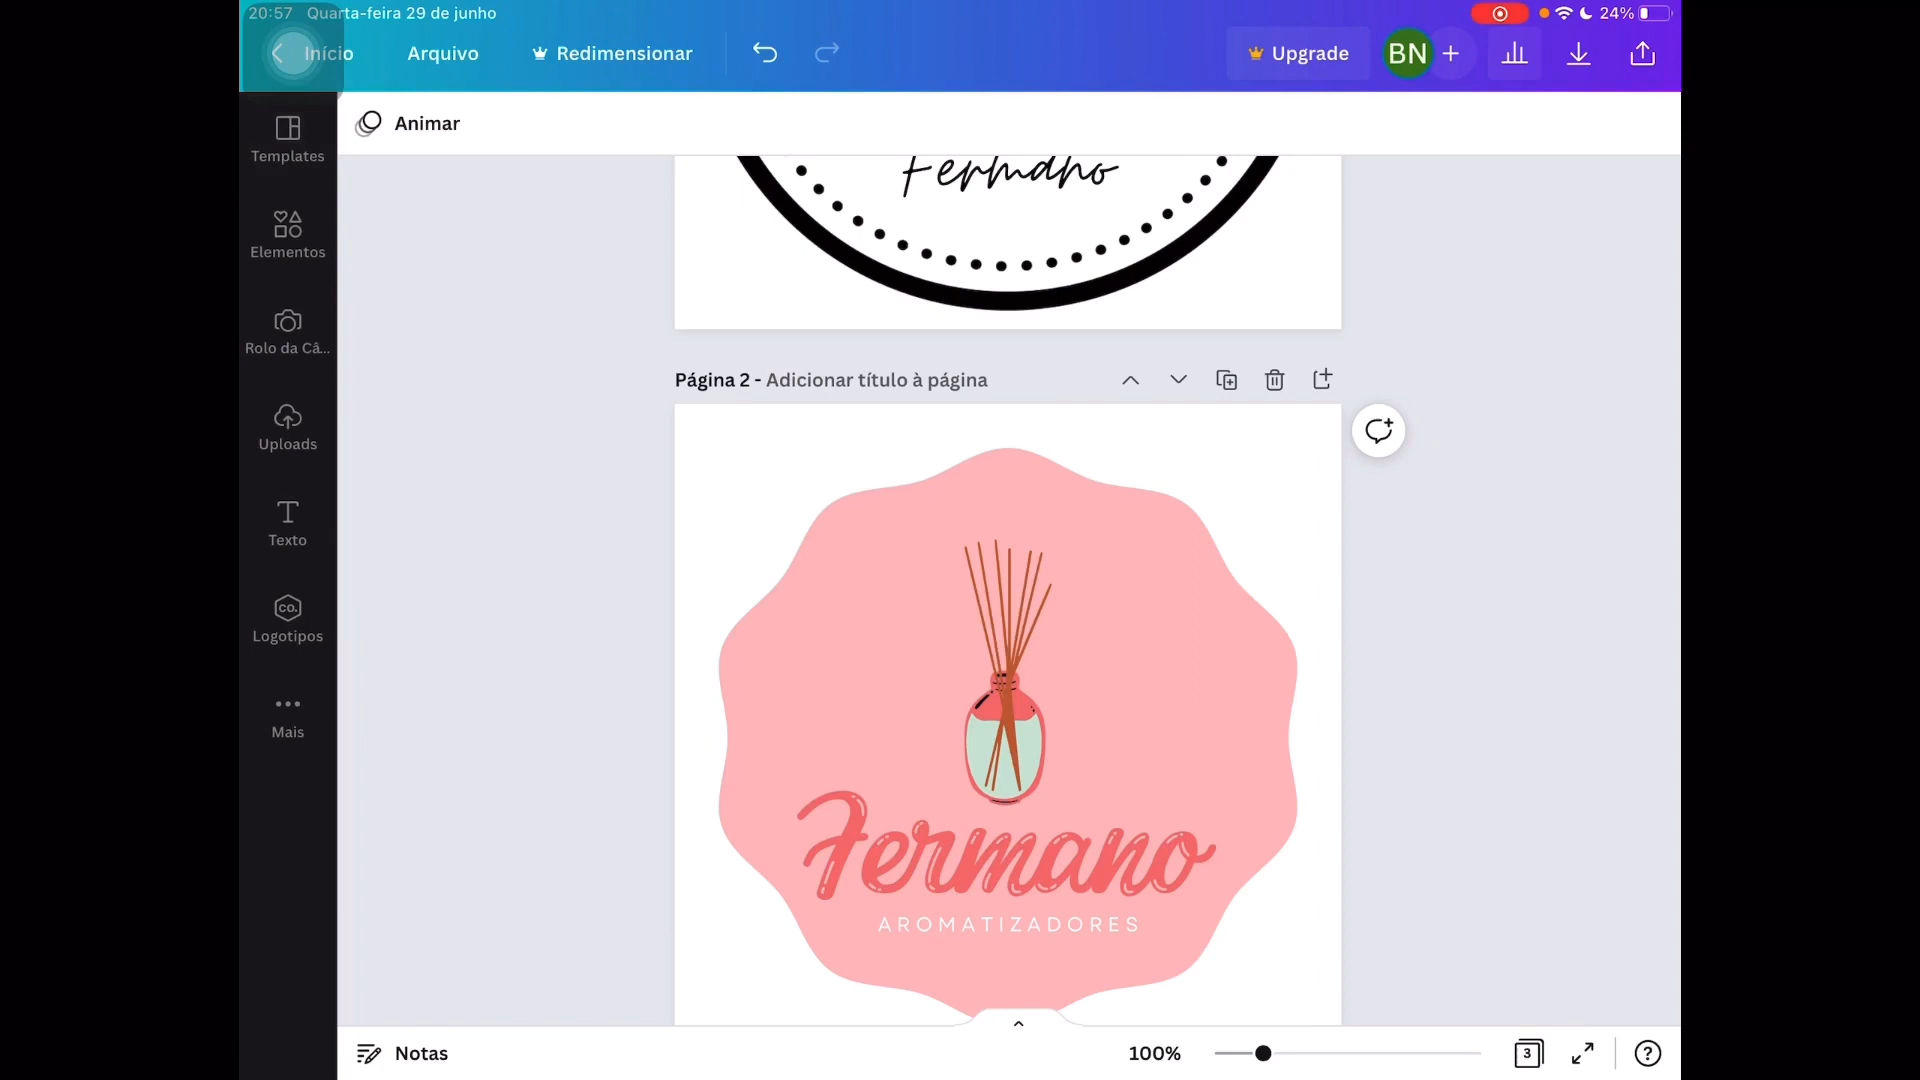 20:57 Quarta-feira 29 de junho
24%
Início
Arquivo
Redimensionar
Upgrade
BN
Animar
Templates
Elementos
Rolo da Câ...
Uploads
Texto
CO.
Logotipos
Mais
Fermano
Página 2 - Adicionar título à página
Fermano
AROMATIZADORES
Notas
100%
3
?